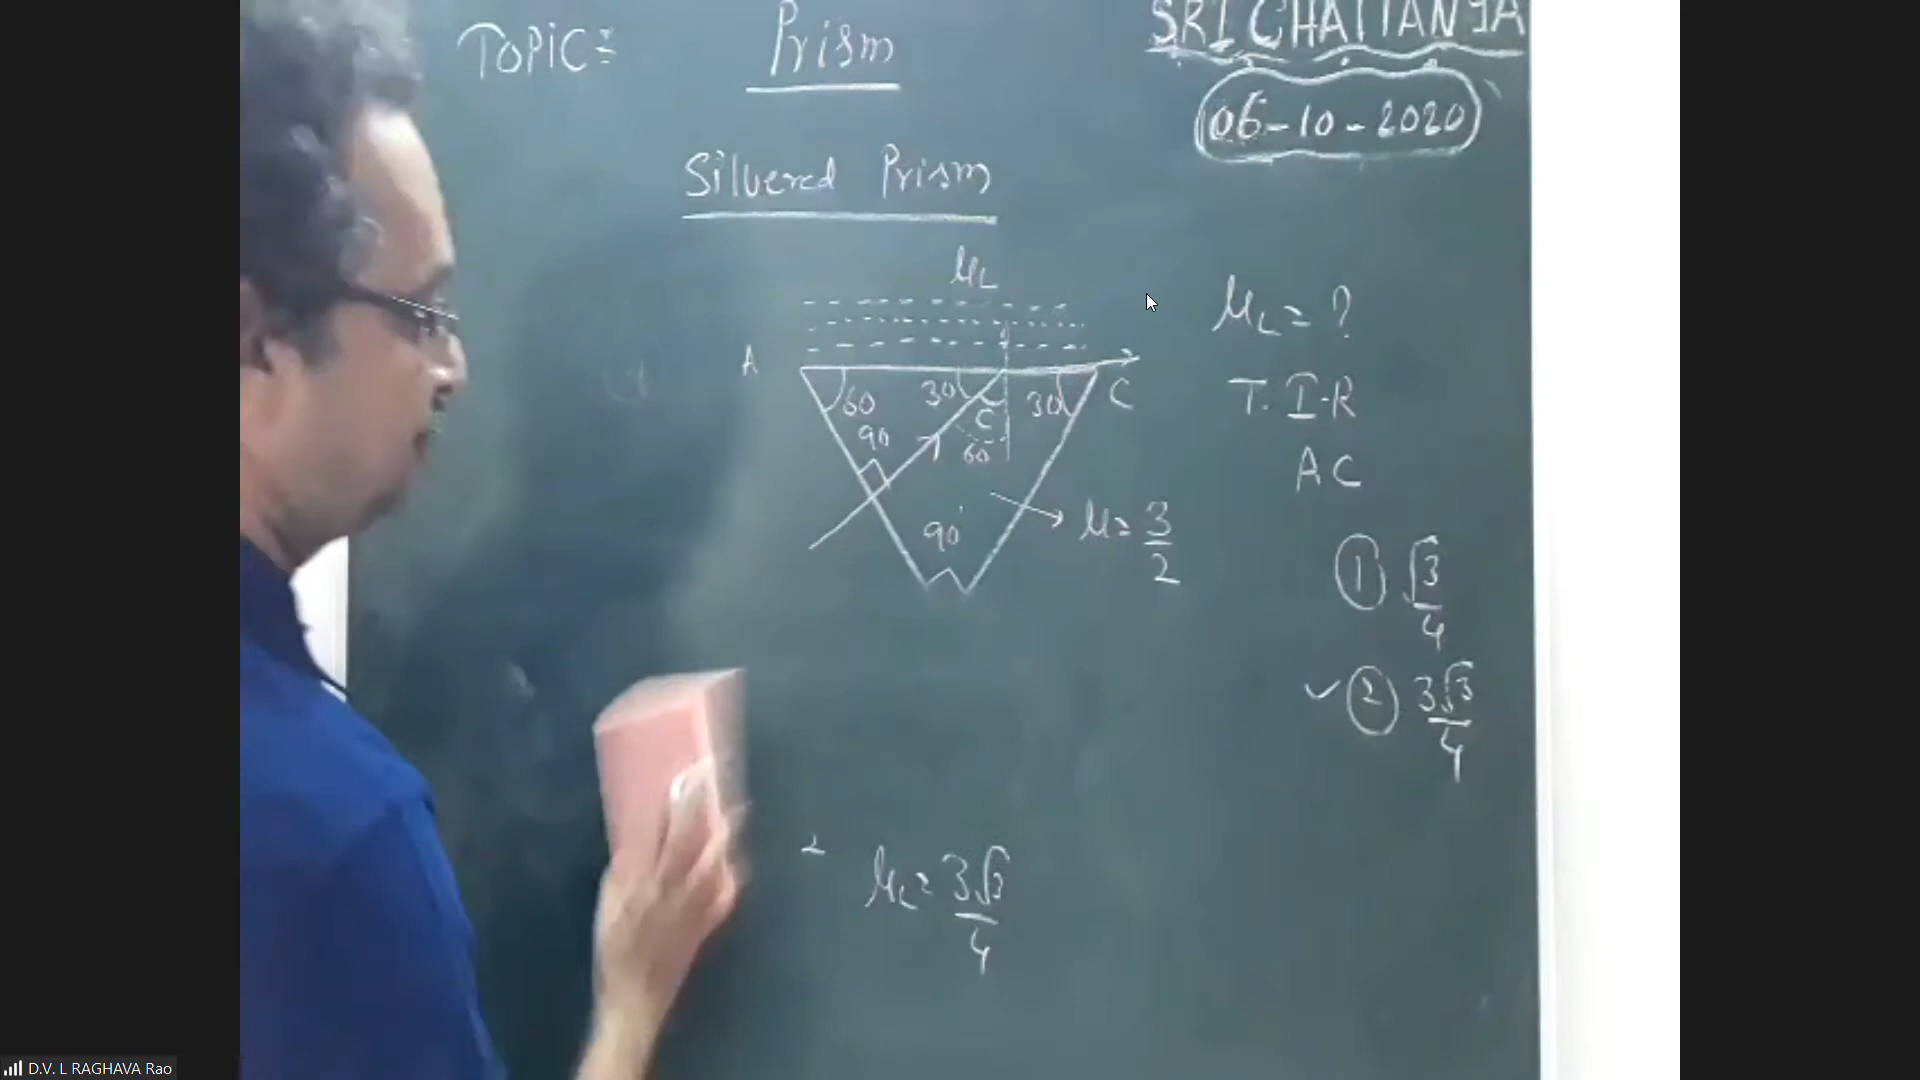 TOPIC :
Prism
SRI CHAITANYA
06-10-2020
Silvered Prism
μL
μL = ?
A
60
30
C
30
C
T.I.R
90
60
AC
90°
μ = 3/2
① √3/4
✓ ② 3√3/4
μL = 3√3/4
D.V. L RAGHAVA Rao